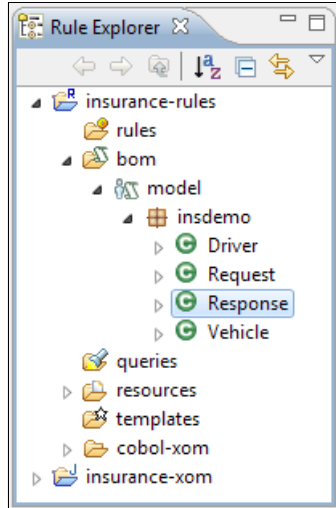 Rule Explorer
insurance-rules
rules
bom
model
insdemo
Driver
Request
Response
Vehicle
queries
resources
templates
cobol-xom
insurance-xom